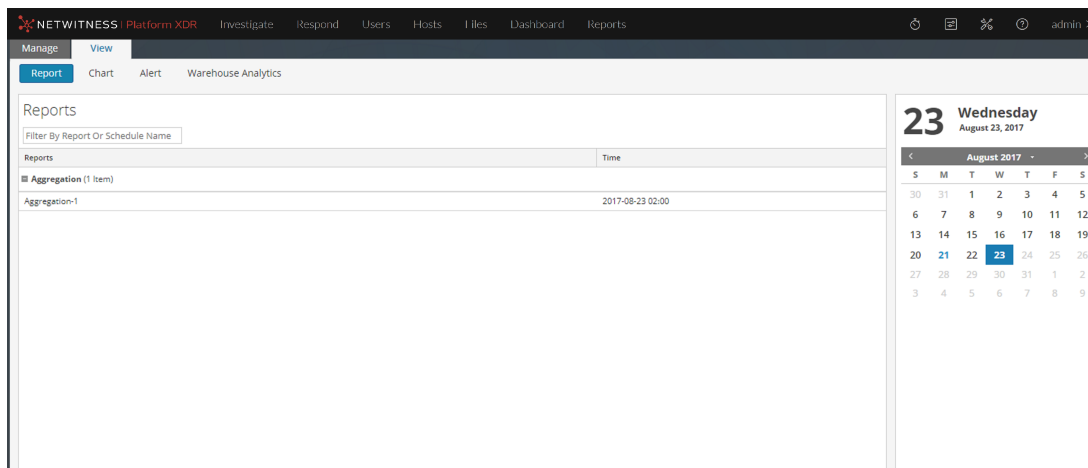 NETWITNESS Platform XDR Investigate Respond Users Hosts Files Dashboard Reports admin
Manage View
Report Chart Alert Warehouse Analytics
Reports
Filter By Report Or Schedule Name
Reports Time
Aggregation (1 Item)
Aggregation-1 2017-08-23 02:00
23 Wednesday
August 23, 2017
August 2017
S M T W T F S
30 31 1 2 3 4 5
6 7 8 9 10 11 12
13 14 15 16 17 18 19
20 21 22 23 24 25 26
27 28 29 30 31 1 2
3 4 5 6 7 8 9